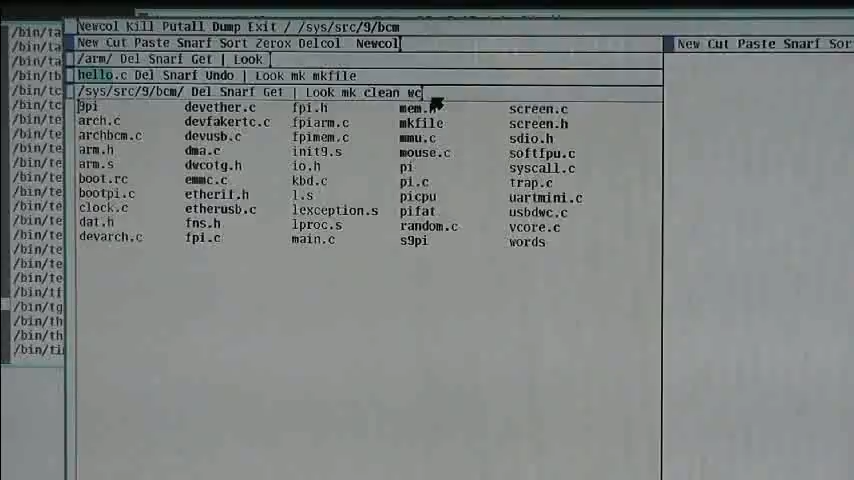 Newcol Kill Putall Dump Exit / /sys/src/9/bcm
New Cut Paste Snarf Sort Zerox Delcol Newcol
New Cut Paste Snarf Sor
/arm/ Del Snarf Get | Look
hello.c Del Snarf Undo | Look mk mkfile
/sys/src/9/bcm/ Del Snarf Get | Look mk clean wc
9pi devether.c fpi.h mem.h screen.c
arch.c devfakertc.c fpiarm.c mkfile screen.h
archbcm.c devusb.c fpimem.c mmu.c sdio.h
arm.h dma.c init9.s mouse.c softfpu.c
arm.s dwcotg.h io.h pi syscall.c
boot.rc emmc.c kbd.c pi.c trap.c
bootpi.c etherif.h l.s picpu uartmini.c
clock.c etherusb.c lexception.s pifat usbdwc.c
dat.h fns.h lproc.s random.c vcore.c
devarch.c fpi.c main.c s9pi words
/bin/ta
/bin/ta
/bin/ta
/bin/tb
/bin/tc
/bin/tc
/bin/tc
/bin/te
/bin/te
/bin/te
/bin/te
/bin/te
/bin/te
/bin/te
/bin/te
/bin/te
/bin/te
/bin/te
/bin/tf
/bin/tg
/bin/th
/bin/th
/bin/ti